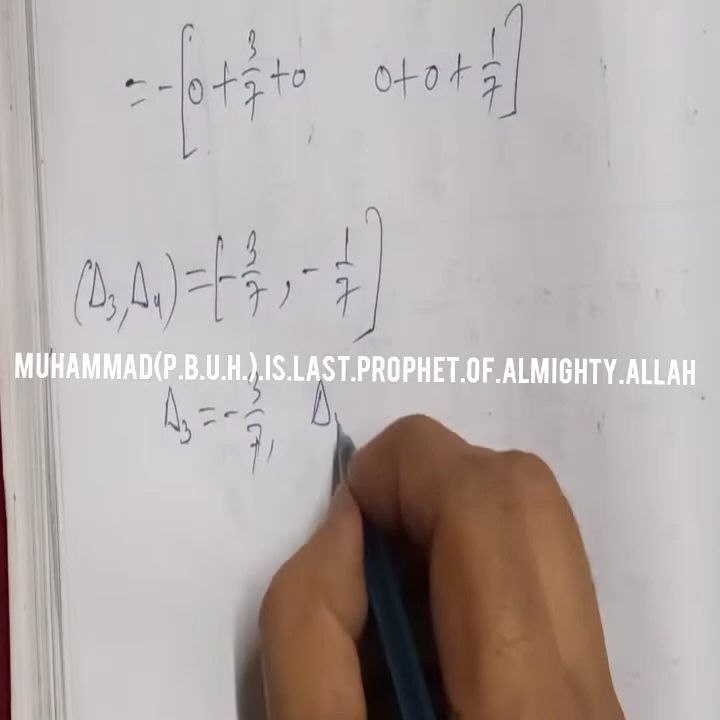 = -[0+3/7+0 0+0+1/7]
(Δ₃,Δ₄) = [-3/7, -1/7]
MUHAMMAD(P.B.U.H.).IS.LAST.PROPHET.OF.ALMIGHTY.ALLAH
Δ₃ = -3/7, Δ